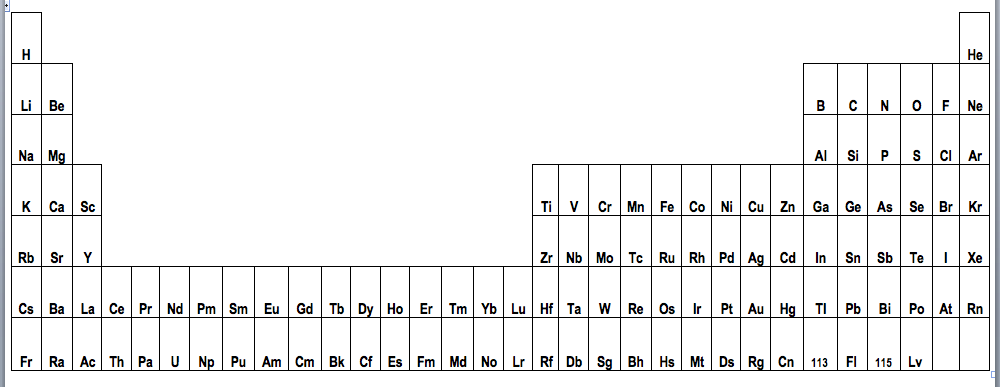 H He
Li Be B C N O F Ne
Na Mg Al Si P S Cl Ar
K Ca Sc Ti V Cr Mn Fe Co Ni Cu Zn Ga Ge As Se Br Kr
Rb Sr Y Zr Nb Mo Tc Ru Rh Pd Ag Cd In Sn Sb Te I Xe
Cs Ba La Ce Pr Nd Pm Sm Eu Gd Tb Dy Ho Er Tm Yb Lu Hf Ta W Re Os Ir Pt Au Hg Tl Pb Bi Po At Rn
Fr Ra Ac Th Pa U Np Pu Am Cm Bk Cf Es Fm Md No Lr Rf Db Sg Bh Hs Mt Ds Rg Cn 113 Fl 115 Lv